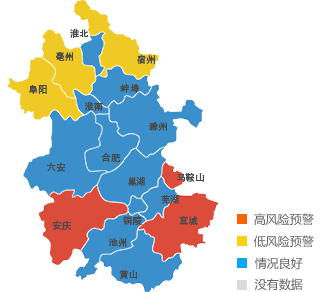 淮北
亳州
宿州
阜阳
蚌埠
淮南
滁州
合肥
六安
巢湖
马鞍山
芜湖
安庆
铜陵
宣城
池州
黄山
高风险预警
低风险预警
情况良好
没有数据